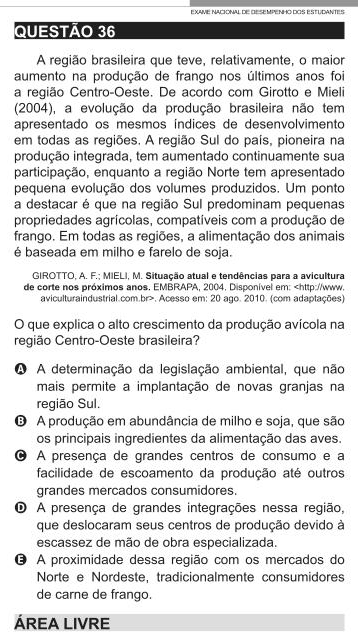 EXAME NACIONAL DE DESEMPENHO DOS ESTUDANTES
QUESTÃO 36
A região brasileira que teve, relativamente, o maior
aumento na produção de frango nos últimos anos foi
a região Centro-Oeste. De acordo com Girotto e Mieli
(2004), a evolução da produção brasileira não tem
apresentado os mesmos índices de desenvolvimento
em todas as regiões. A região Sul do país, pioneira na
produção integrada, tem aumentado continuamente sua
participação, enquanto a região Norte tem apresentado
pequena evolução dos volumes produzidos. Um ponto
a destacar é que na região Sul predominam pequenas
propriedades agrícolas, compatíveis com a produção de
frango. Em todas as regiões, a alimentação dos animais
é baseada em milho e farelo de soja.
GIROTTO, A. F.; MIELI, M. Situação atual e tendências para a avicultura
de corte nos próximos anos. EMBRAPA, 2004. Disponível em: <http://www.
aviculturaindustrial.com.br>. Acesso em: 20 ago. 2010. (com adaptações)
O que explica o alto crescimento da produção avícola na
região Centro-Oeste brasileira?
A A determinação da legislação ambiental, que não
mais permite a implantação de novas granjas na
região Sul.
B A produção em abundância de milho e soja, que são
os principais ingredientes da alimentação das aves.
C A presença de grandes centros de consumo e a
facilidade de escoamento da produção até outros
grandes mercados consumidores.
D A presença de grandes integrações nessa região,
que deslocaram seus centros de produção devido à
escassez de mão de obra especializada.
E A proximidade dessa região com os mercados do
Norte e Nordeste, tradicionalmente consumidores
de carne de frango.
ÁREA LIVRE